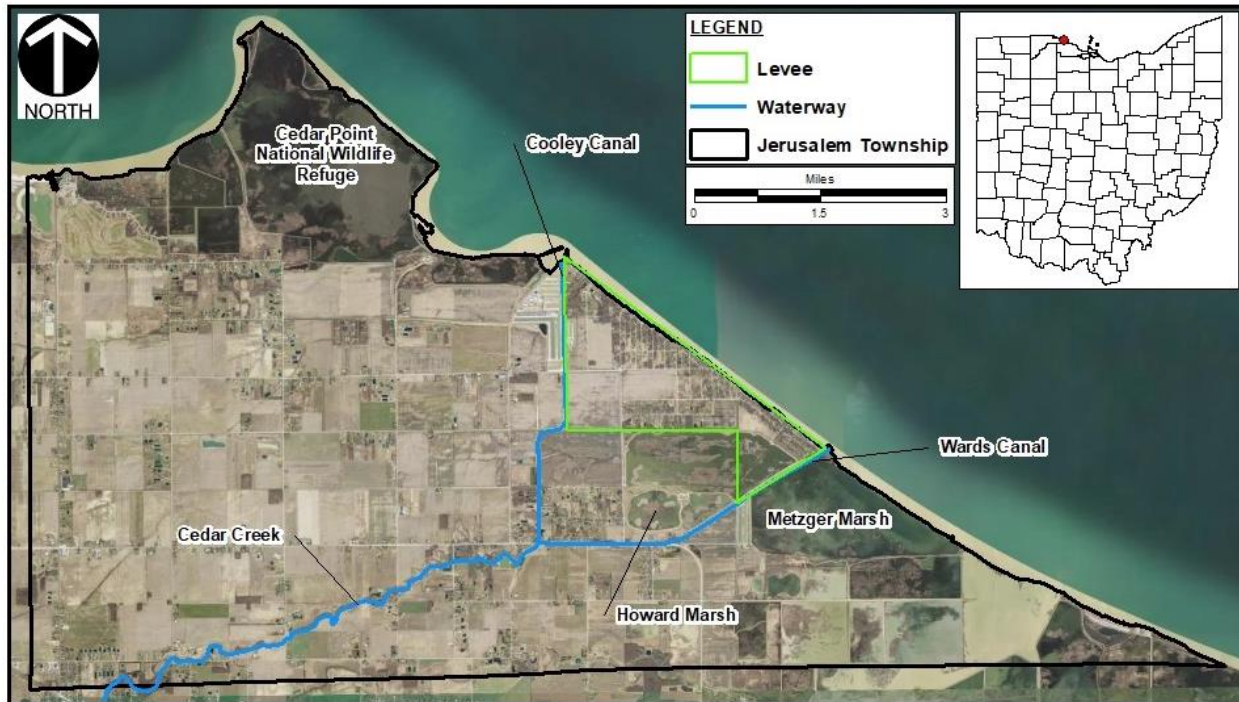 NORTH
Cedar Point
National Wildlife
Refuge
Cooley Canal
LEGEND
Levee
Waterway
Jerusalem Township
Miles
0 1.5 3
Wards Canal
Metzger Marsh
Cedar Creek
Howard Marsh